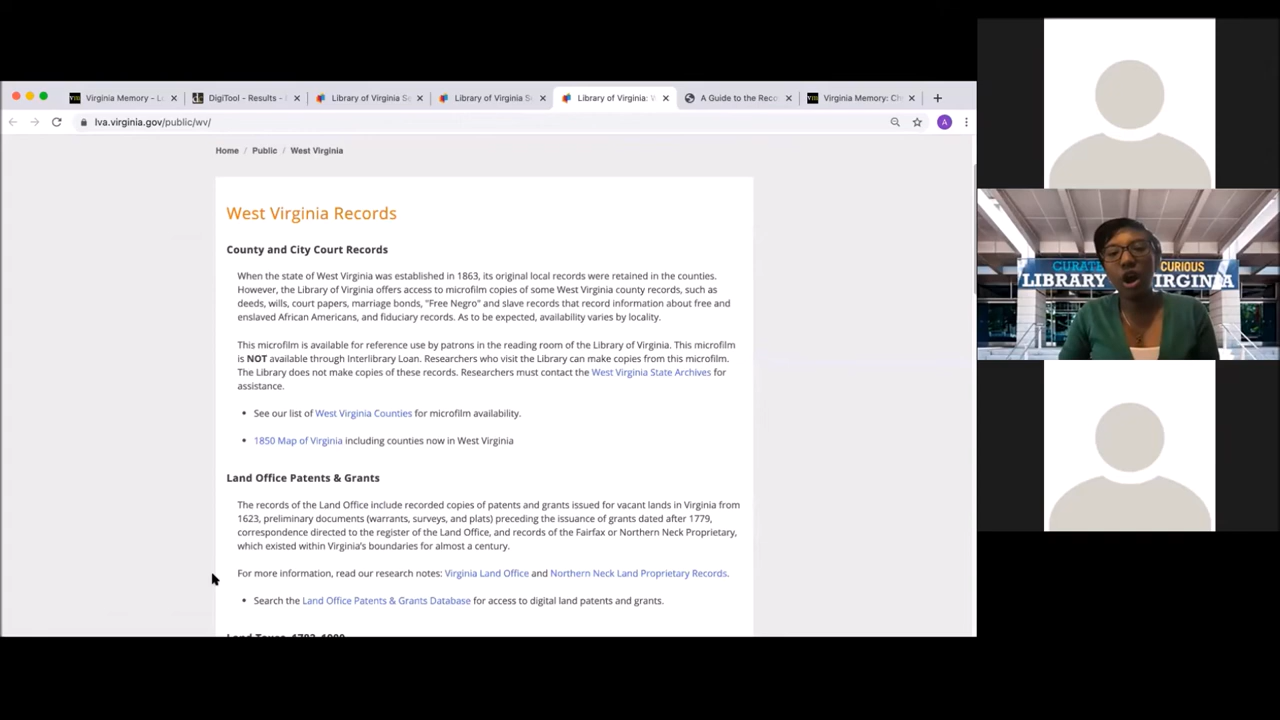 Virginia Memory - L
DigiTool - Results -
Library of Virginia Se
Library of Virginia S
Library of Virginia:
A Guide to the Reco
Virginia Memory: Ch
lva.virginia.gov/public/wv/
A
Home / Public / West Virginia
West Virginia Records
County and City Court Records
When the state of West Virginia was established in 1863, its original local records were retained in the counties.
However, the Library of Virginia offers access to microfilm copies of some West Virginia county records, such as
deeds, wills, court papers, marriage bonds, "Free Negro" and slave records that record information about free and
enslaved African Americans, and fiduciary records. As to be expected, availability varies by locality.
This microfilm is available for reference use by patrons in the reading room of the Library of Virginia. This microfilm
is NOT available through Interlibrary Loan. Researchers who visit the Library can make copies from this microfilm.
The Library does not make copies of these records. Researchers must contact the West Virginia State Archives for
assistance.
• See our list of West Virginia Counties for microfilm availability.
• 1850 Map of Virginia including counties now in West Virginia
Land Office Patents & Grants
The records of the Land Office include recorded copies of patents and grants issued for vacant lands in Virginia from
1623, preliminary documents (warrants, surveys, and plats) preceding the issuance of grants dated after 1779,
correspondence directed to the register of the Land Office, and records of the Fairfax or Northern Neck Proprietary,
which existed within Virginia's boundaries for almost a century.
For more information, read our research notes: Virginia Land Office and Northern Neck Land Proprietary Records.
• Search the Land Office Patents & Grants Database for access to digital land patents and grants.
CURATE CURIOUS
LIBRARY VIRGINIA